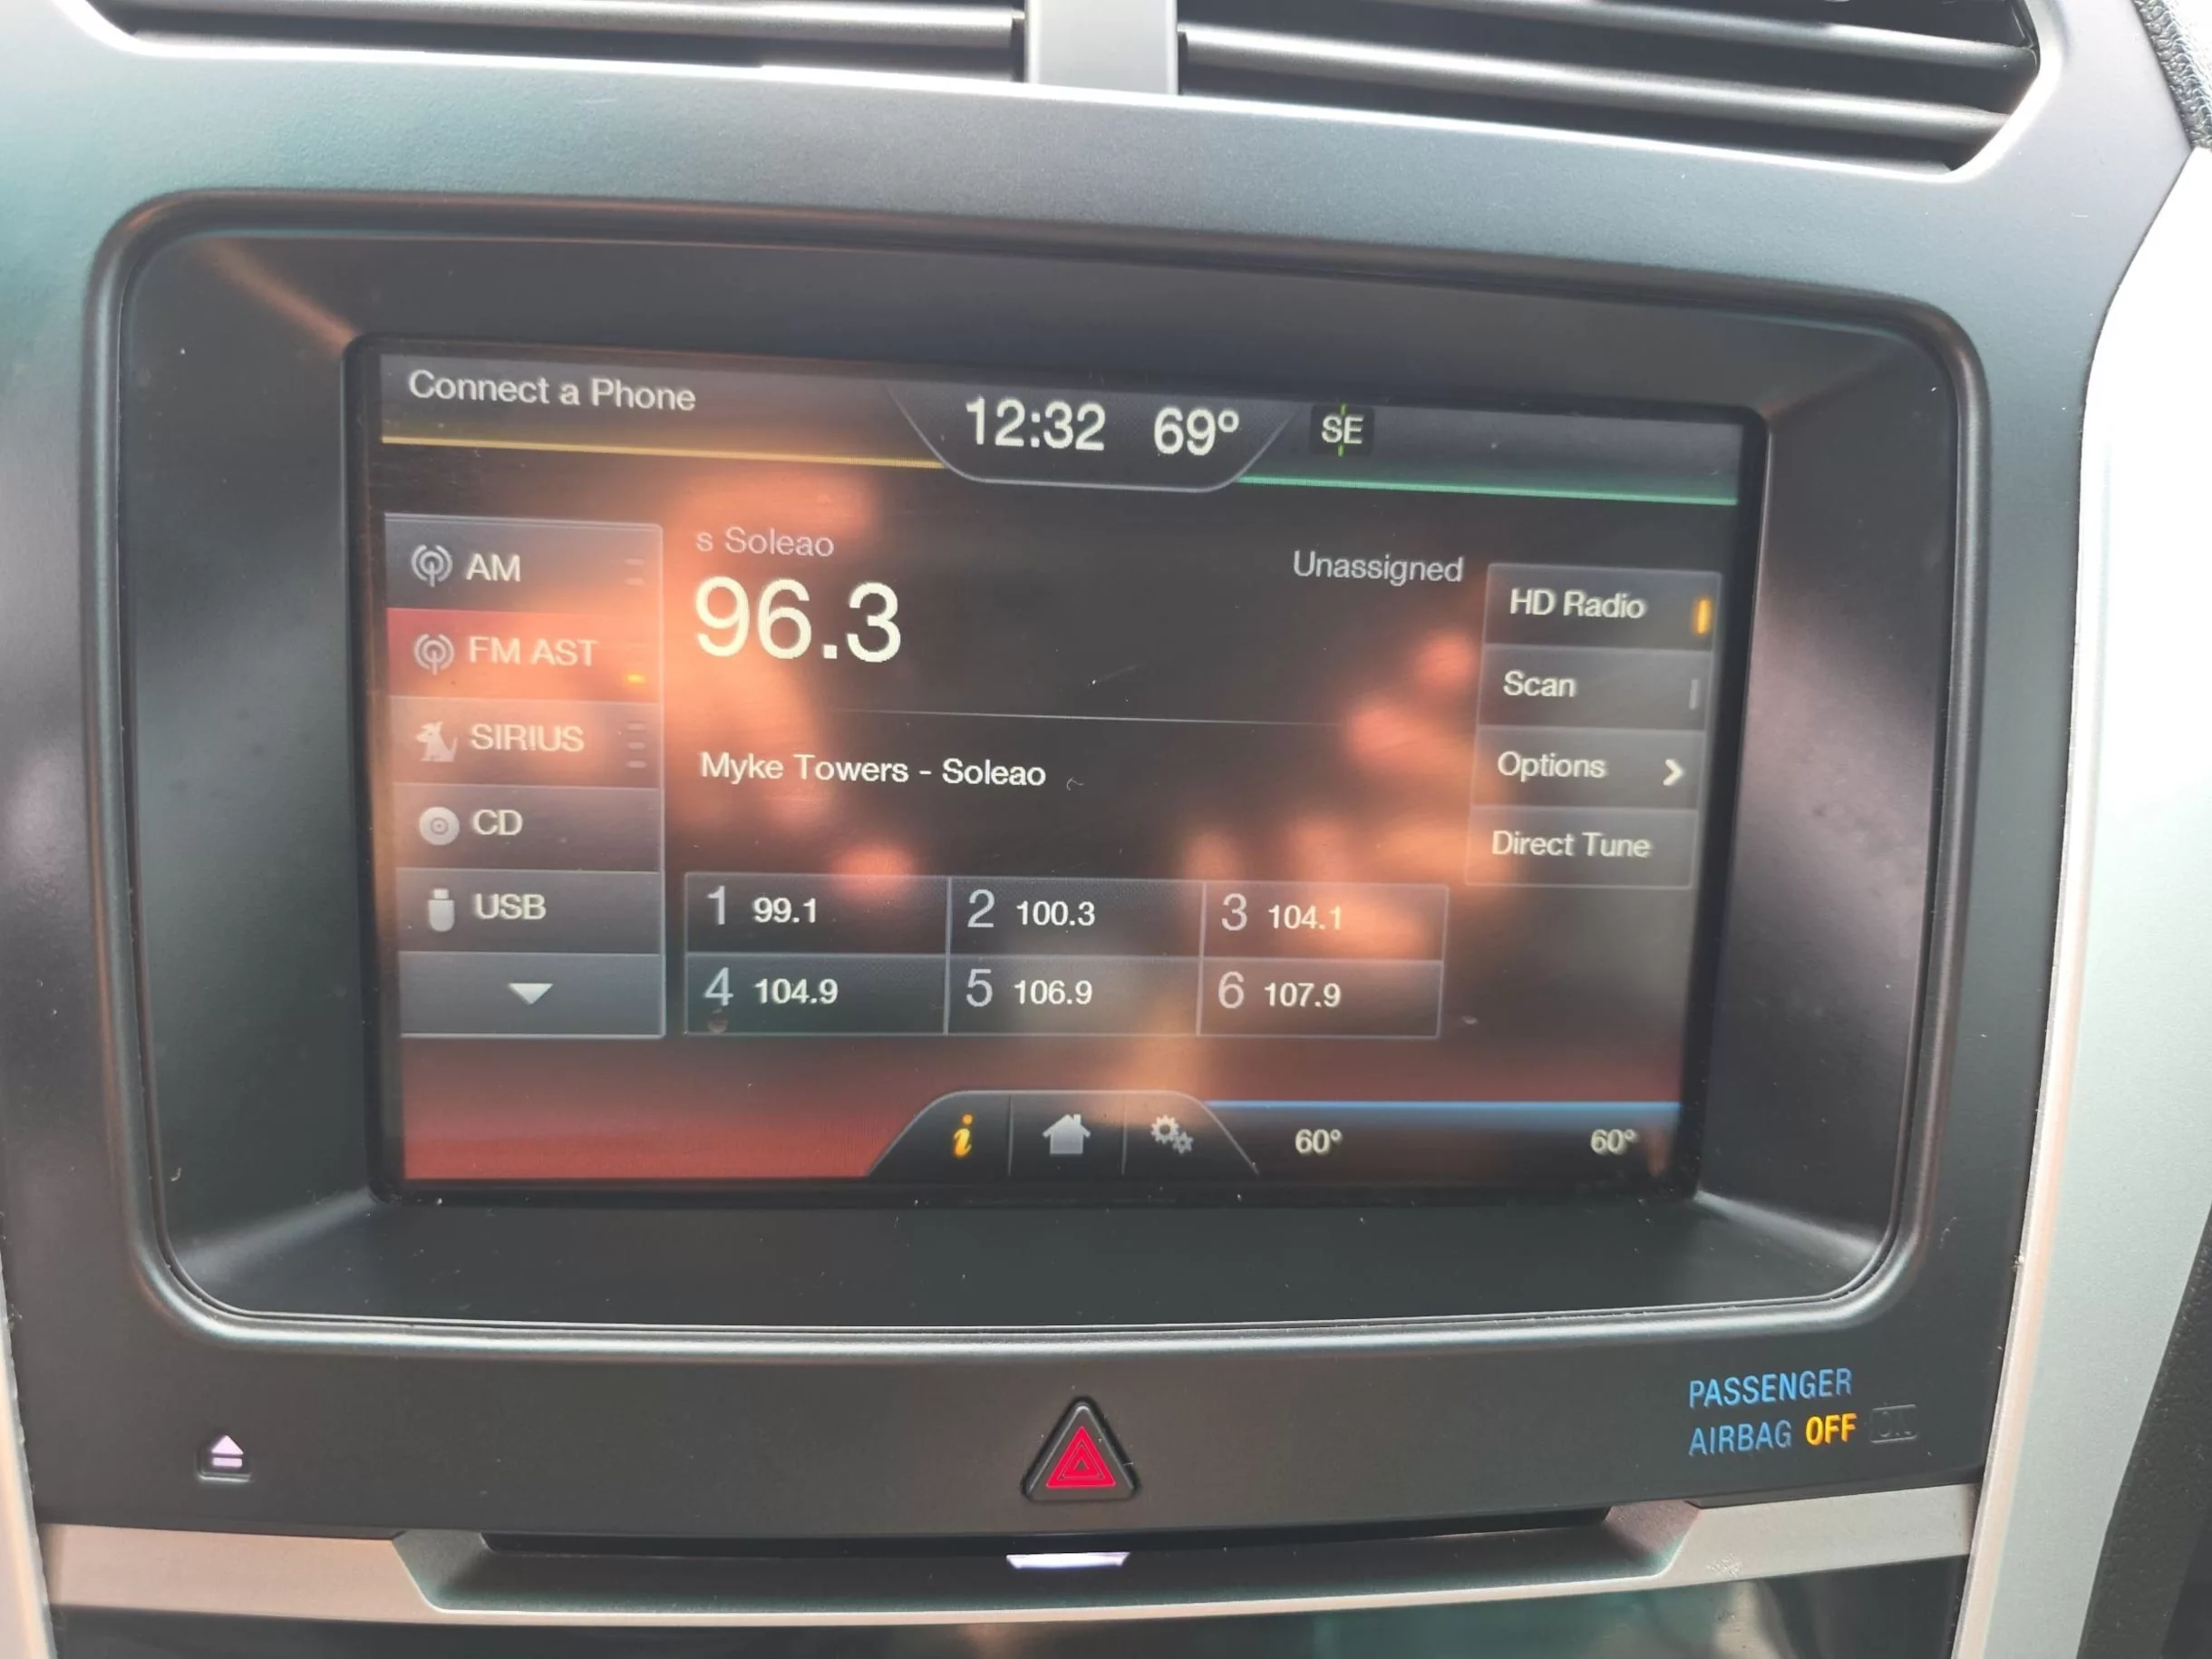 Connect a Phone
12:32 69° SE
AM
FM AST
SIRIUS
CD
USB
s Soleao
96.3
Unassigned
Myke Towers - Soleao
1 99.1
2 100.3
3 104.1
4 104.9
5 106.9
6 107.9
HD Radio
Scan
Options
Direct Tune
i
60° 60°
PASSENGER
AIRBAG OFF ON